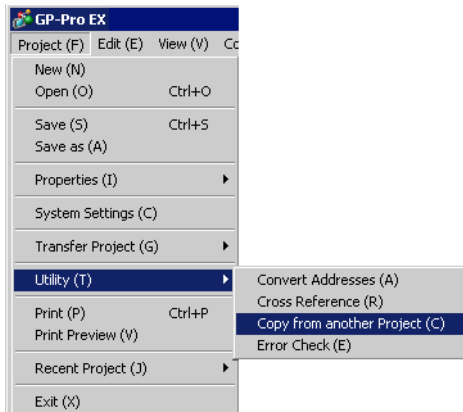 GP-Pro EX
Project (F) Edit (E) View (V)
New (N)
Open (O) Ctrl+O
Save (S) Ctrl+S
Save as (A)
Properties (I)
System Settings (C)
Transfer Project (G)
Utility (T)
Convert Addresses (A)
Cross Reference (R)
Copy from another Project (C)
Error Check (E)
Print (P) Ctrl+P
Print Preview (V)
Recent Project (J)
Exit (X)